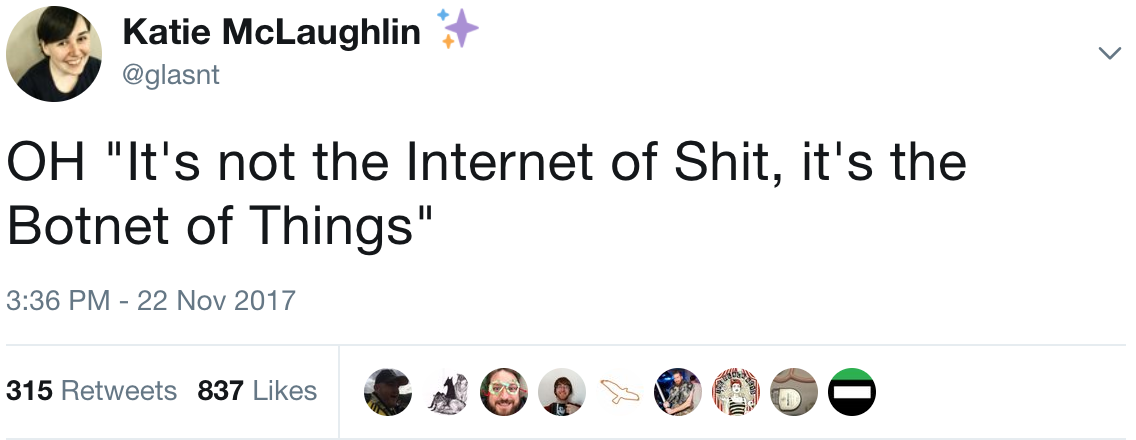 Katie McLaughlin
@glasnt
OH "It's not the Internet of Shit, it's the
Botnet of Things"
3:36 PM - 22 Nov 2017
315 Retweets 837 Likes